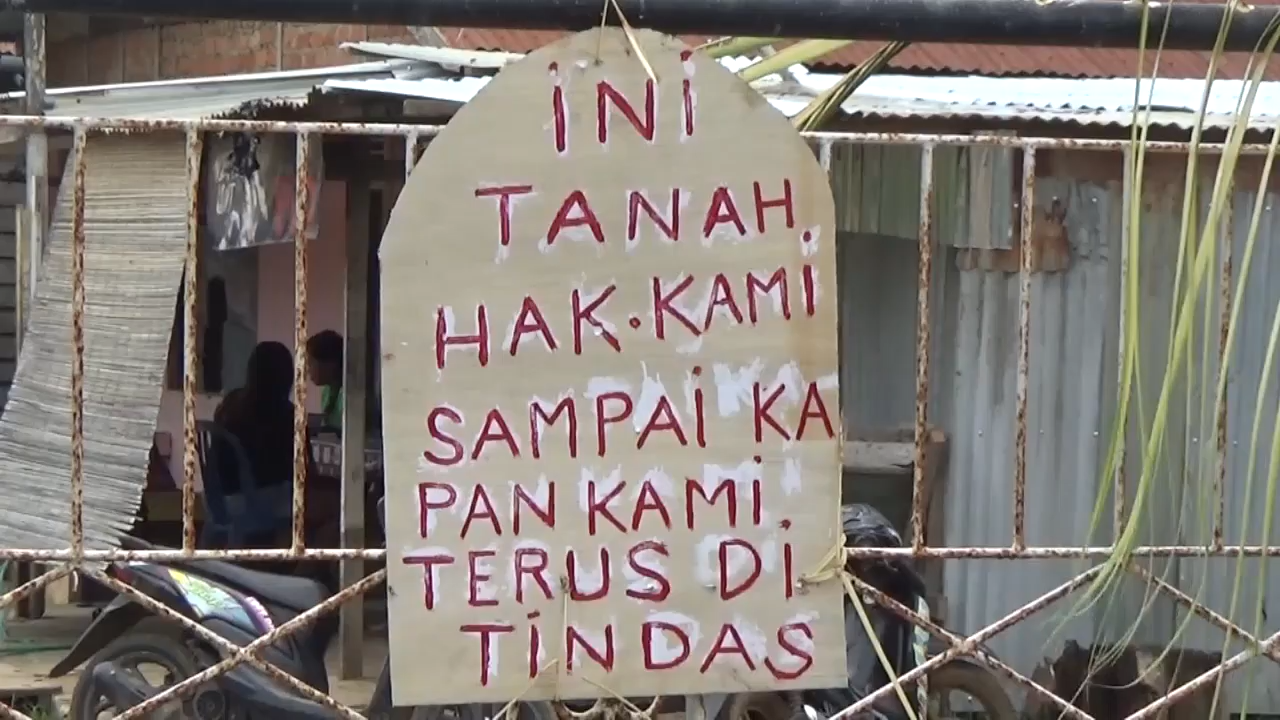 INI
TANAH.
HAK.KAMI
SAMPAI KA
PAN KAMI.
TERUS DI
TINDAS